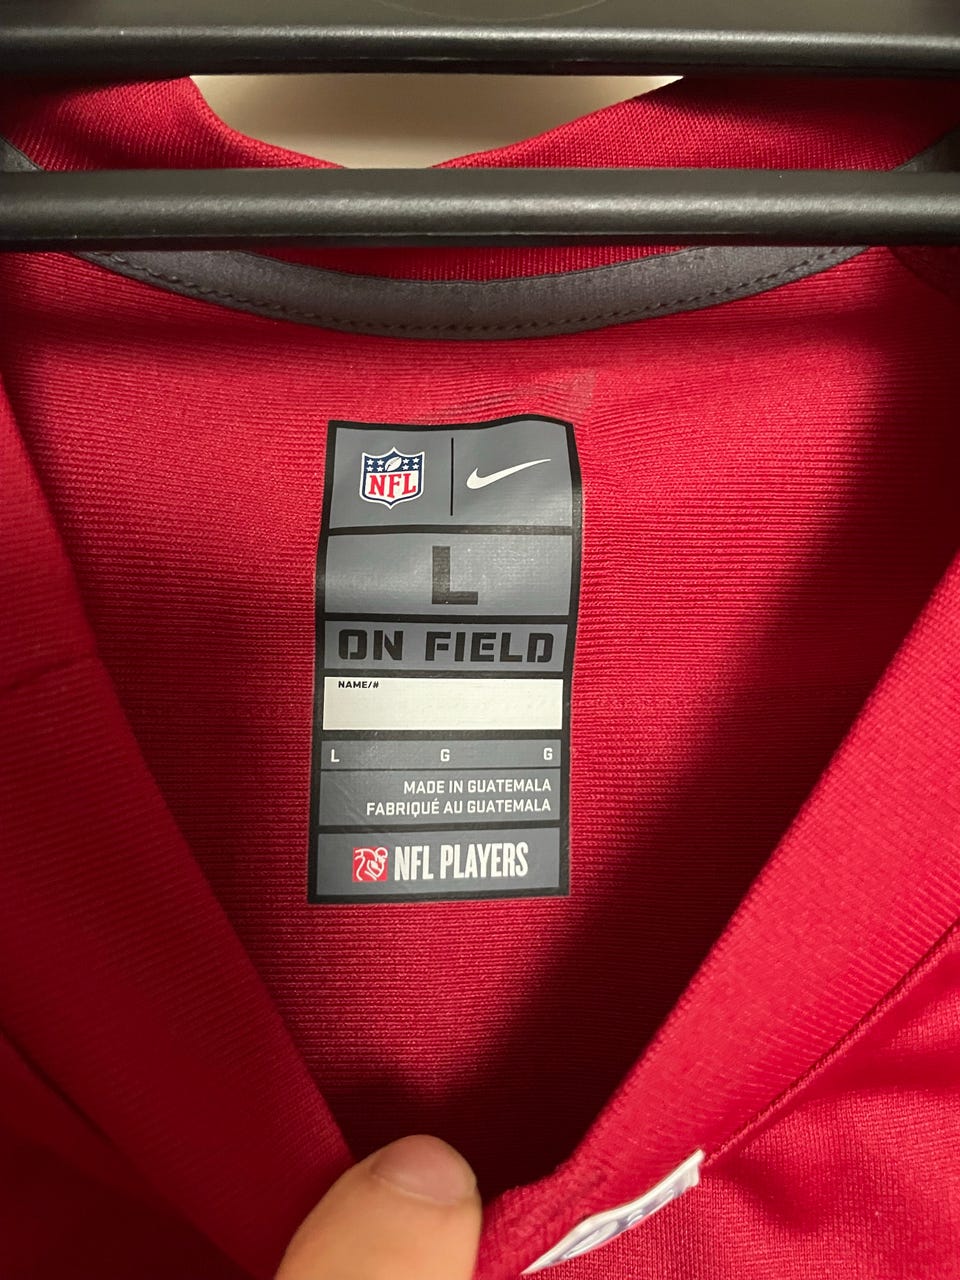 NFL
L
ON FIELD
NAME/#
L G G
MADE IN GUATEMALA
FABRIQUÉ AU GUATEMALA
NFL PLAYERS